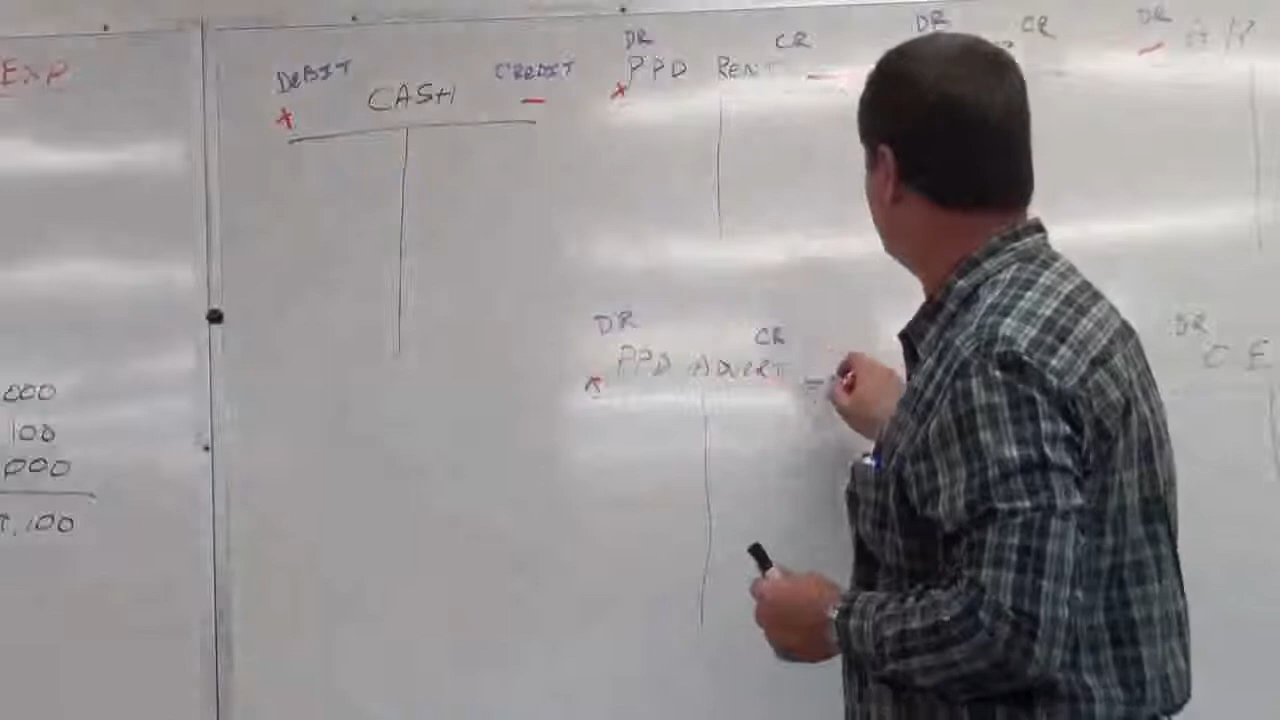 EXP
DEBIT CASH CREDIT
DR CR
PPD RENT
DR CR
DR
A/P
DR CR
PPD ADVERT
DR
O E
000
100
000
100